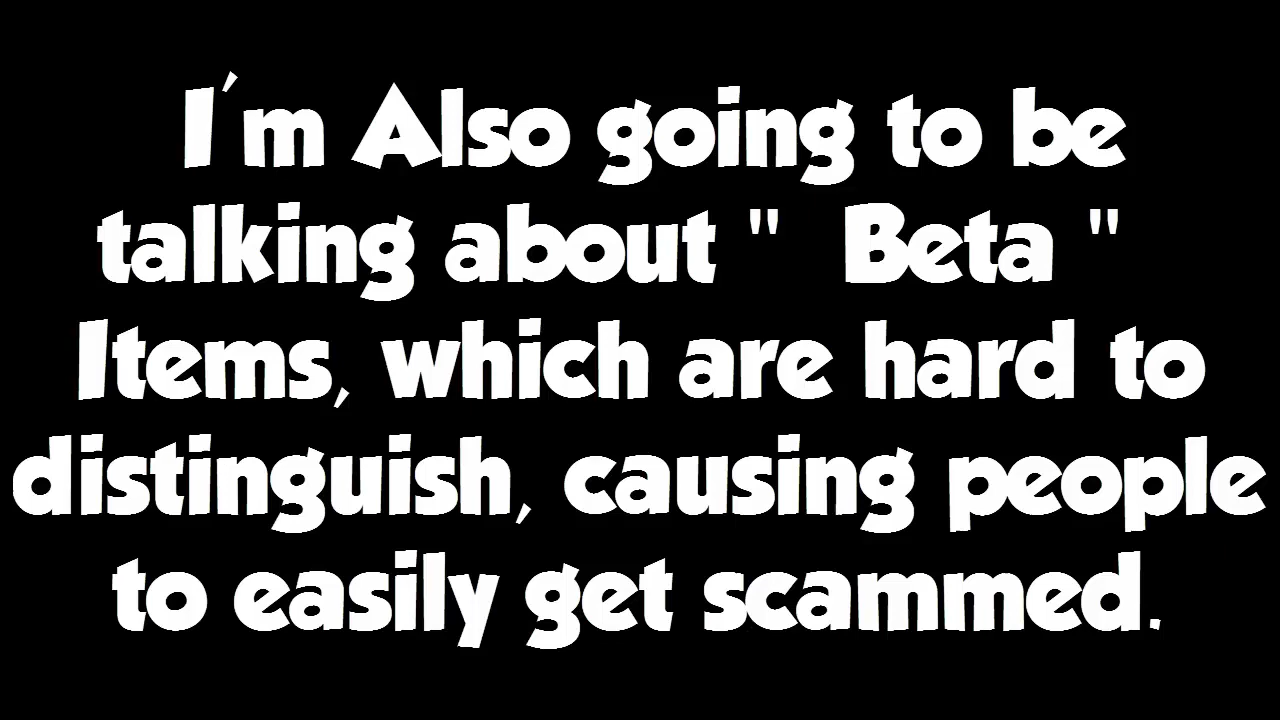 I'm Also going to be
talking about "  Beta "
Items, which are hard to
distinguish, causing people
to easily get scammed.